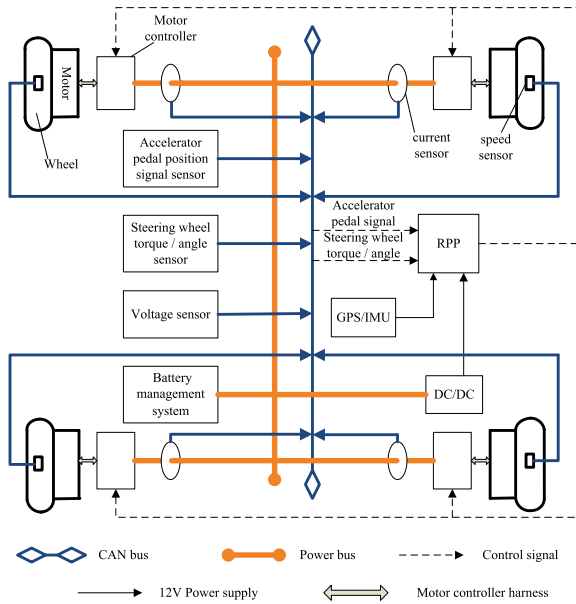 Motor
controller
Motor
Wheel
current
sensor
speed
sensor
Accelerator
pedal position
signal sensor
Accelerator
pedal signal
Steering wheel
torque / angle
sensor
Steering wheel
torque / angle
RPP
Voltage sensor
GPS/IMU
Battery
management
system
DC/DC
CAN bus
Power bus
Control signal
12V Power supply
Motor controller harness